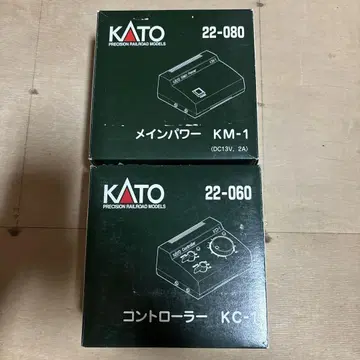 KATO 22-080
PRECISION RAILROAD MODELS
メインパワー KM-1
(DC13V, 2A)
KATO 22-060
PRECISION RAILROAD MODELS
コントローラー KC-1